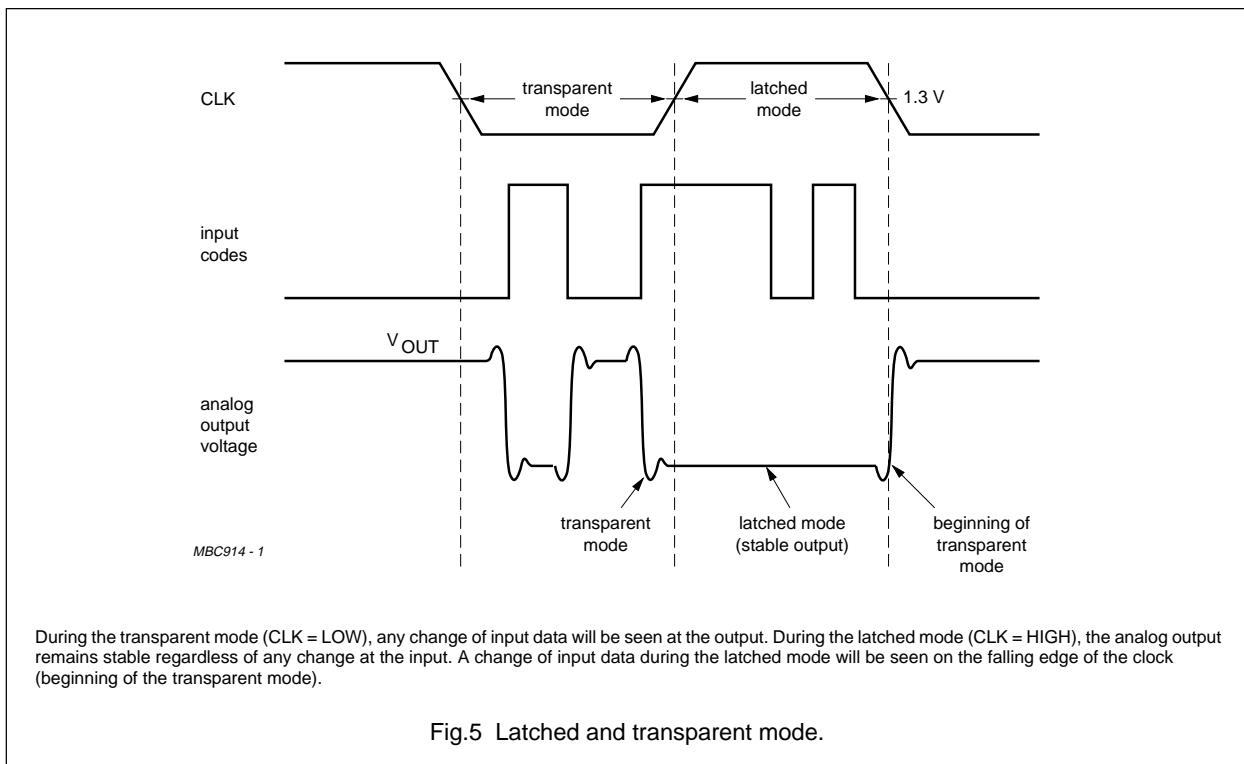 CLK
transparent
mode
latched
mode
1.3 V
input
codes
VOUT
analog
output
voltage
transparent
mode
latched mode
(stable output)
beginning of
transparent
mode
MBC914 - 1
During the transparent mode (CLK = LOW), any change of input data will be seen at the output. During the latched mode (CLK = HIGH), the analog output
remains stable regardless of any change at the input. A change of input data during the latched mode will be seen on the falling edge of the clock
(beginning of the transparent mode).
Fig.5 Latched and transparent mode.